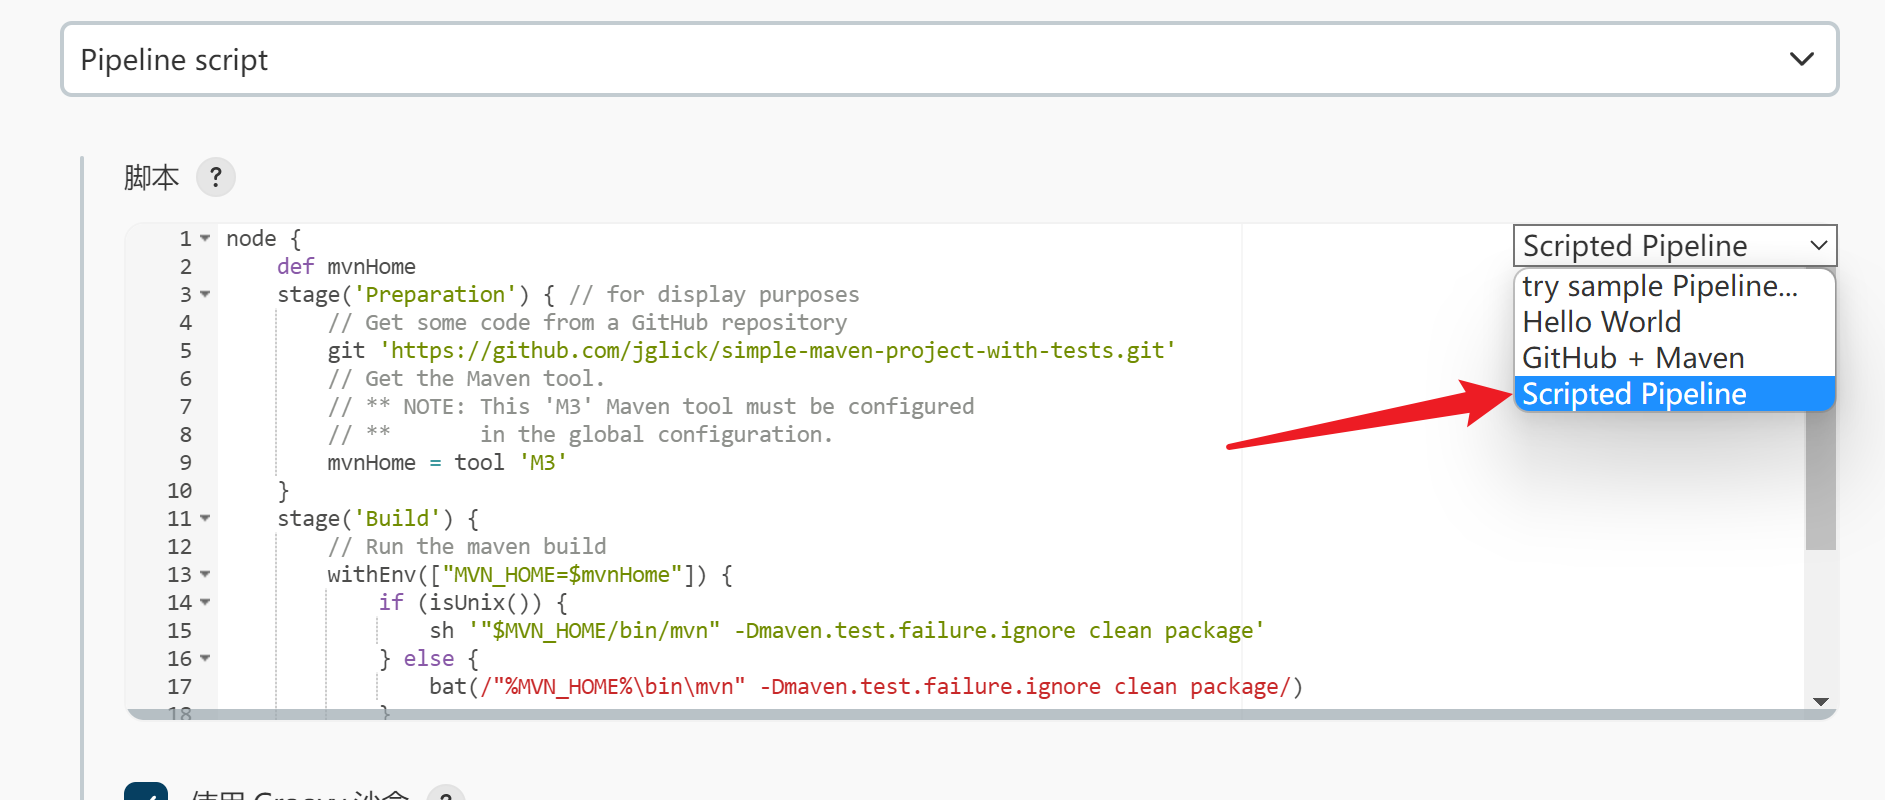 Pipeline script
脚本 ?
1 node {
2 def mvnHome
3 stage('Preparation') { // for display purposes
4 // Get some code from a GitHub repository
5 git 'https://github.com/jglick/simple-maven-project-with-tests.git'
6 // Get the Maven tool.
7 // ** NOTE: This 'M3' Maven tool must be configured
8 // **       in the global configuration.
9 mvnHome = tool 'M3'
10 }
11 stage('Build') {
12 // Run the maven build
13 withEnv(["MVN_HOME=$mvnHome"]) {
14 if (isUnix()) {
15 sh '"$MVN_HOME/bin/mvn" -Dmaven.test.failure.ignore clean package'
16 } else {
17 bat(/"%MVN_HOME%\bin\mvn" -Dmaven.test.failure.ignore clean package/)
18 }
Scripted Pipeline
try sample Pipeline...
Hello World
GitHub + Maven
Scripted Pipeline
使用 Groovy 沙盒 ?